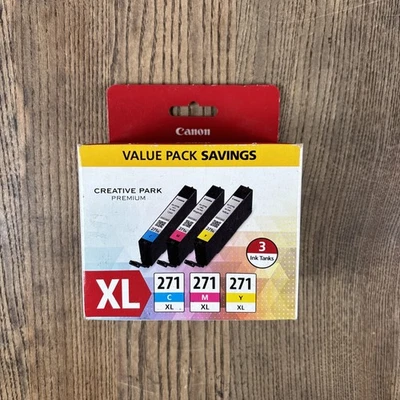 Canon
VALUE PACK SAVINGS
CREATIVE PARK
PREMIUM
3
Ink Tanks
XL
271 271 271
C M Y
XL XL XL